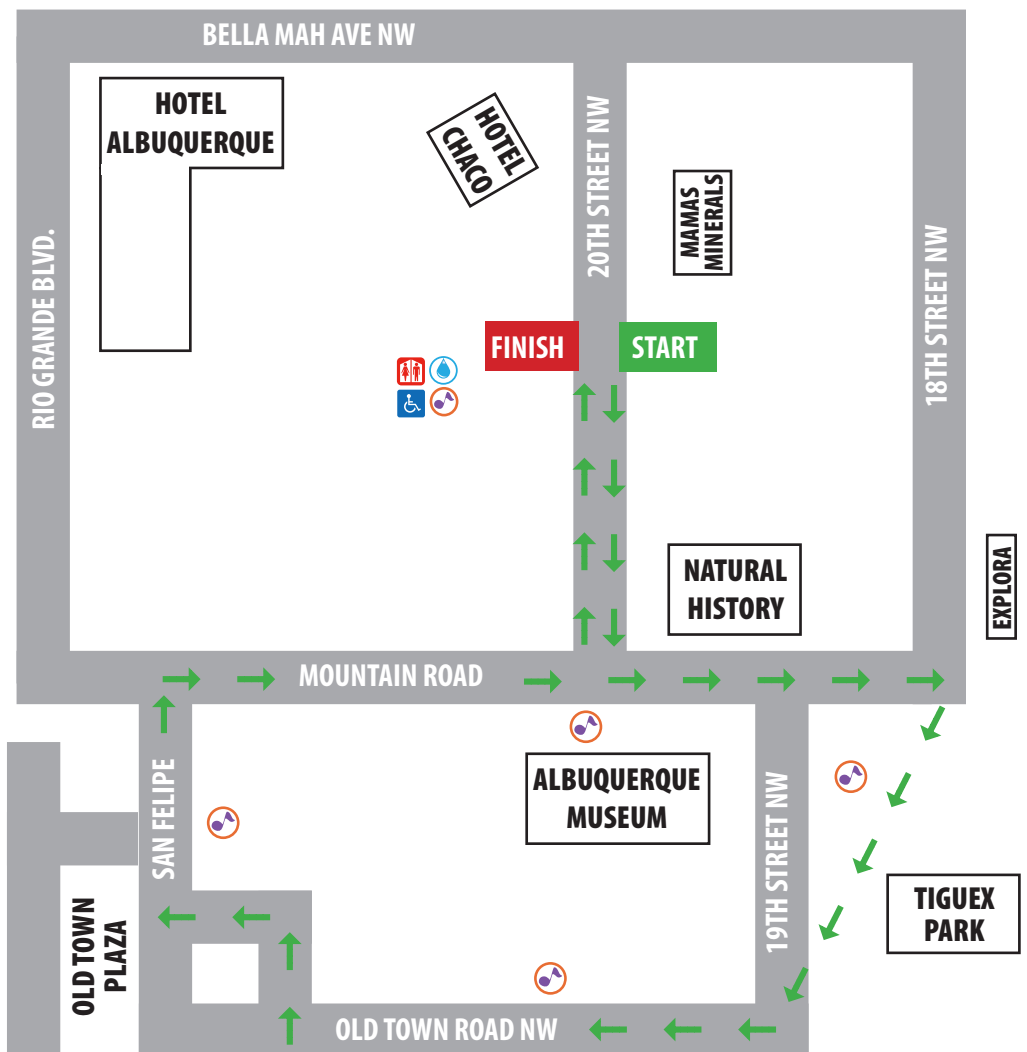 BELLA MAH AVE NW
HOTEL
ALBUQUERQUE
HOTEL
CHACO
20TH STREET NW
MAMAS
MINERALS
18TH STREET NW
RIO GRANDE BLVD.
FINISH
START
NATURAL
HISTORY
EXPLORA
MOUNTAIN ROAD
SAN FELIPE
ALBUQUERQUE
MUSEUM
19TH STREET NW
TIGUEX
PARK
OLD TOWN
PLAZA
OLD TOWN ROAD NW